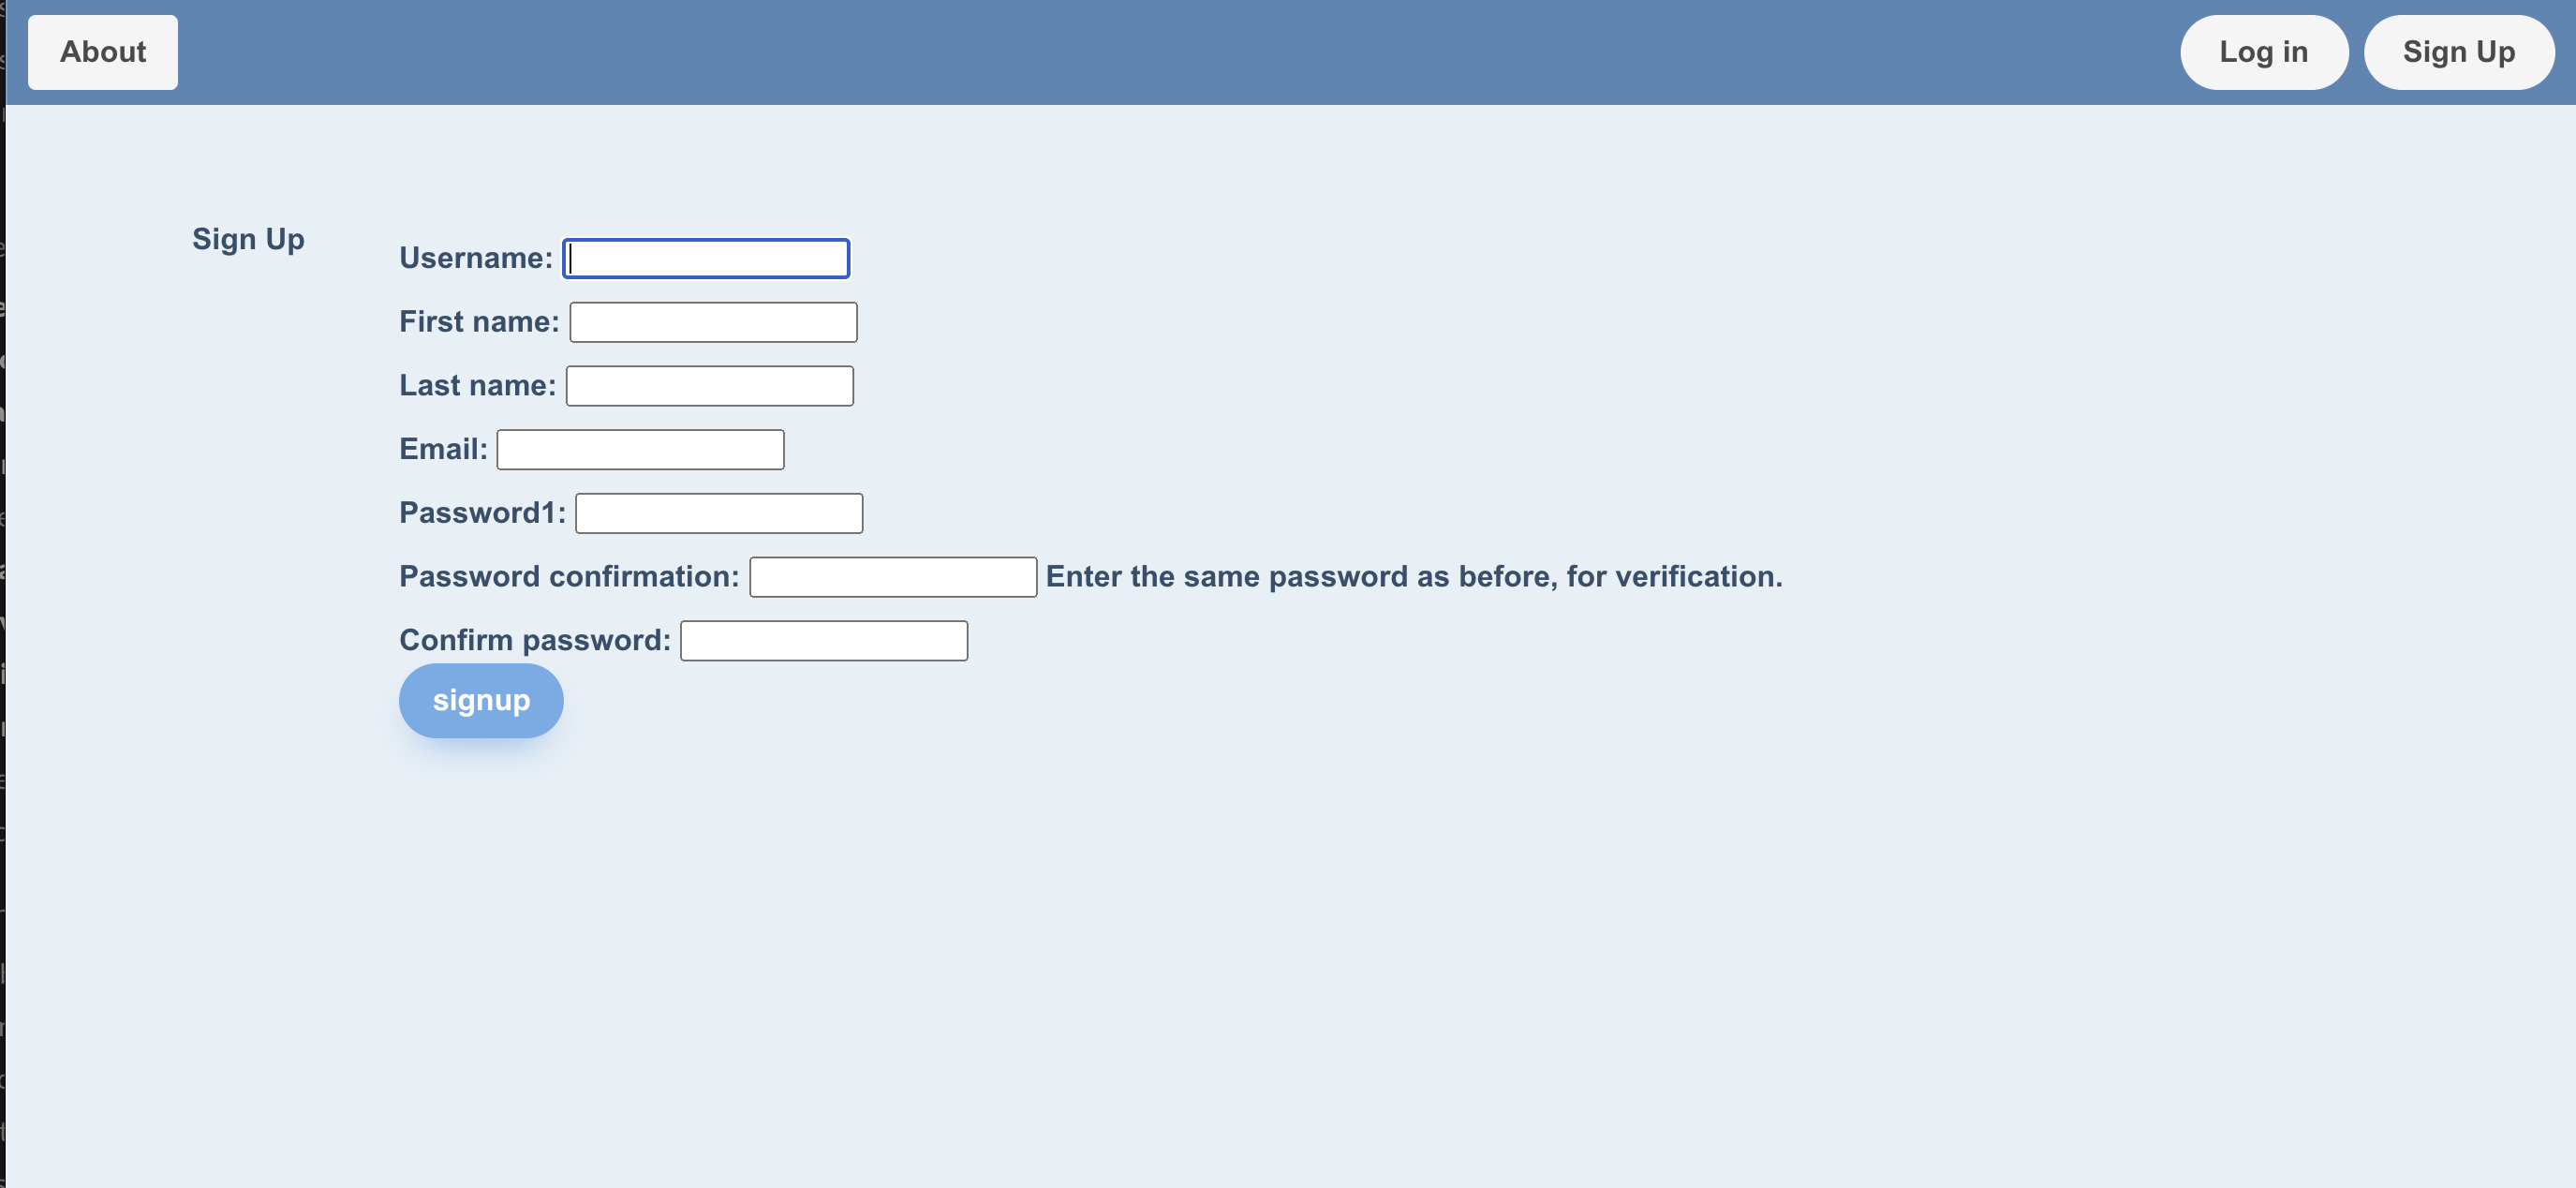 About Log in Sign Up
Sign Up
Username:
First name:
Last name:
Email:
Password1:
Password confirmation: Enter the same password as before, for verification.
Confirm password:
signup